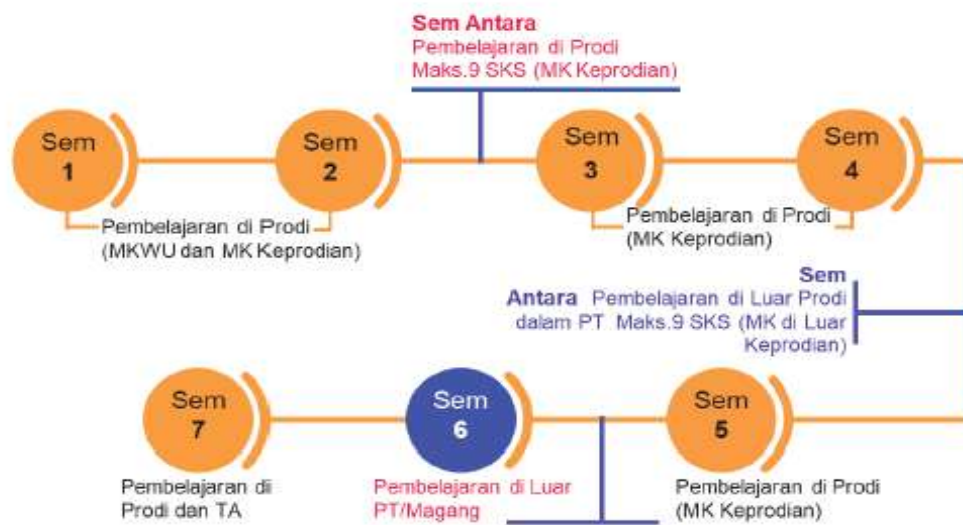 Sem Antara
Pembelajaran di Prodi
Maks.9 SKS (MK Keprodian)
Sem
1
Sem
2
Sem
3
Sem
4
Pembelajaran di Prodi
(MKWU dan MK Keprodian)
Pembelajaran di Prodi
(MK Keprodian)
Sem
Antara Pembelajaran di Luar Prodi
dalam PT Maks.9 SKS (MK di Luar
Keprodian)
Sem
7
Sem
6
Sem
5
Pembelajaran di
Prodi dan TA
Pembelajaran di Luar
PT/Magang
Pembelajaran di Prodi
(MK Keprodian)